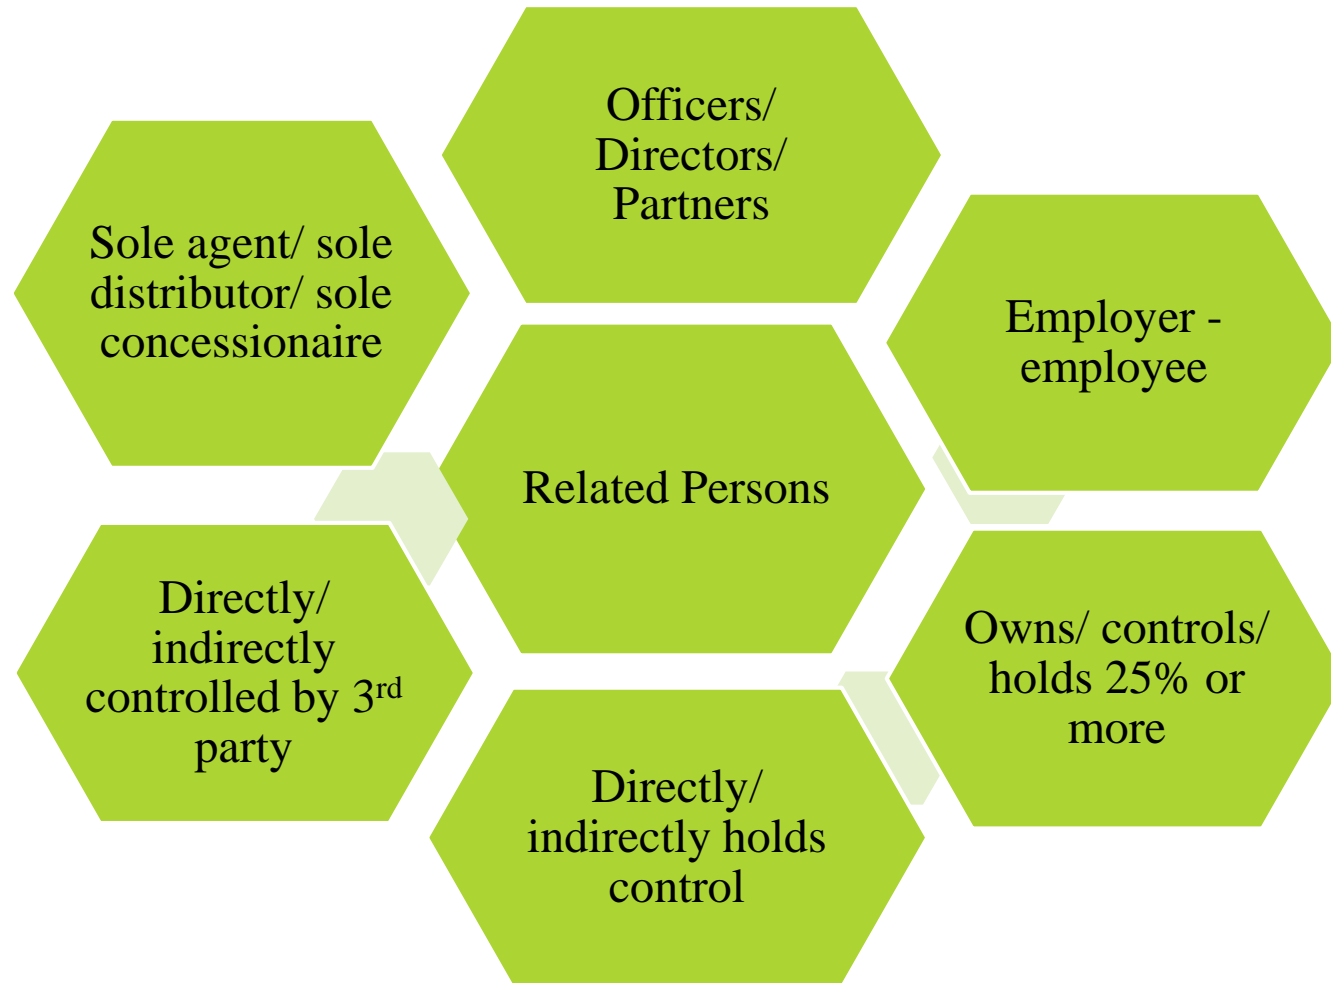 Officers/
Directors/
Partners
Sole agent/ sole
distributor/ sole
concessionaire
Employer -
employee
Related Persons
Directly/
indirectly
controlled by 3rd
party
Owns/ controls/
holds 25% or
more
Directly/
indirectly holds
control